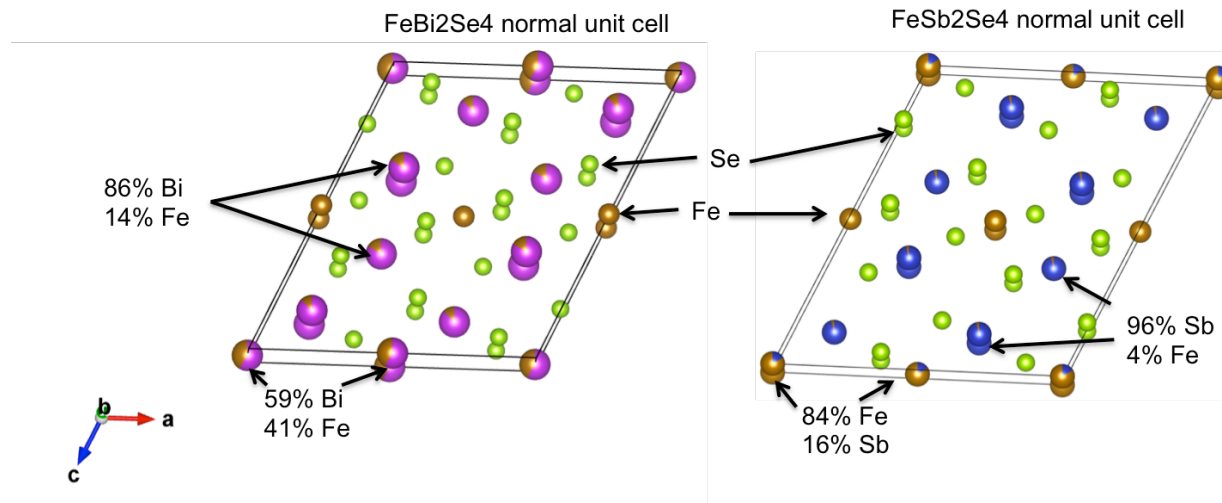 FeBi2Se4 normal unit cell
FeSb2Se4 normal unit cell
86% Bi
14% Fe
Se
Fe
96% Sb
4% Fe
59% Bi
41% Fe
84% Fe
16% Sb
b
a
c